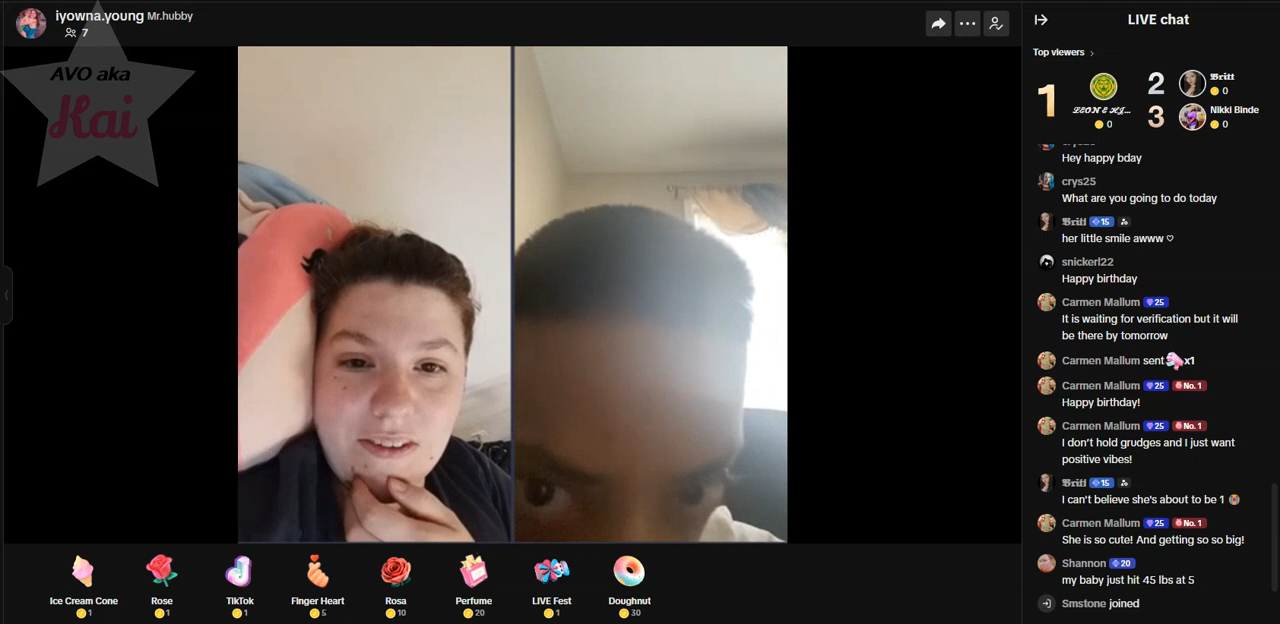 iyowna.young Mr.hubby
7
AVO aka
Kai
LIVE chat
Top viewers
1
0
2
Britt
0
3
Nikki Binde
0
Hey happy bday
crys25
What are you going to do today
Britt 15
her little smile awww ♡
snickerl22
Happy birthday
Carmen Mallum 25
It is waiting for verification but it will
be there by tomorrow
Carmen Mallum sent x1
Carmen Mallum 25 No. 1
Happy birthday!
Carmen Mallum 25 No. 1
I don't hold grudges and I just want
positive vibes!
Britt 15
I can't believe she's about to be 1 😭
Carmen Mallum 25 No. 1
She is so cute! And getting so so big!
Shannon 20
my baby just hit 45 lbs at 5
Smstone joined
Ice Cream Cone
1
Rose
1
TikTok
1
Finger Heart
5
Rosa
10
Perfume
20
LIVE Fest
1
Doughnut
30